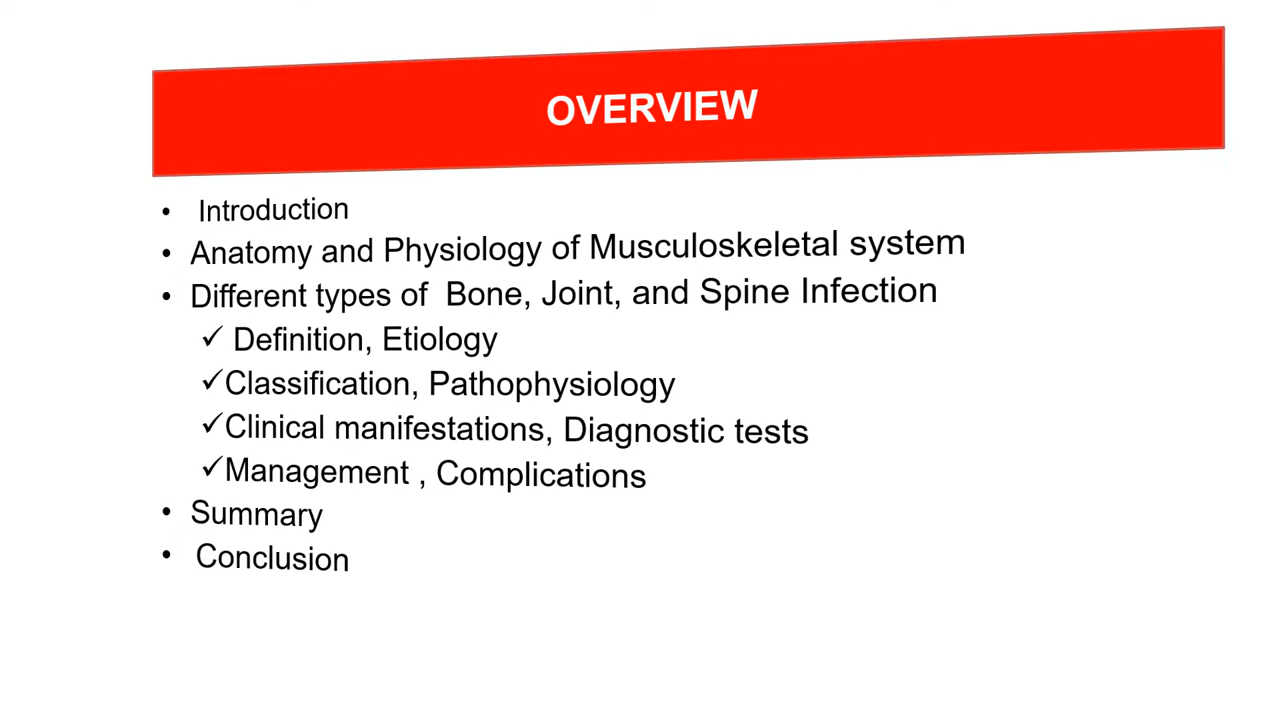 OVERVIEW
• Introduction
• Anatomy and Physiology of Musculoskeletal system
• Different types of Bone, Joint, and Spine Infection
✓ Definition, Etiology
✓Classification, Pathophysiology
✓Clinical manifestations, Diagnostic tests
✓Management , Complications
• Summary
• Conclusion